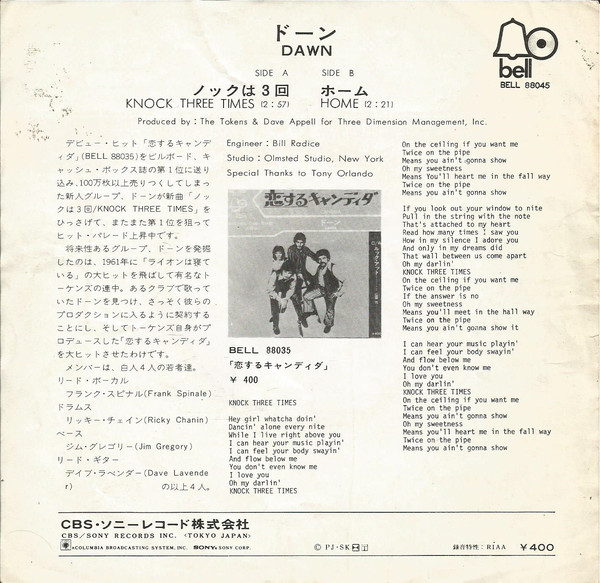 ドーン
DAWN
bell
BELL 88045
SIDE A
SIDE B
ノックは3回
ホーム
KNOCK THREE TIMES (2:57)
HOME (2:21)
Produced by: The Tokens & Dave Appell for Three Dimension Management, Inc.
デビュー・ヒット「恋するキャンデ
ィダ」(BELL 88035)をビルボード、キ
ャッシュ・ボックス誌の第1位に送り
込み、100万枚以上売りつくしてしまっ
た新人グループ、ドーンが新曲「ノッ
クは3回/KNOCK THREE TIMES」を
ひっさげて、またまた第1位を狙って
ヒット・パレード上昇中です。
将来性あるグループ、ドーンを発掘し
たのは、1961年に「ライオンは寝て
いる」の大ヒットを飛ばして有名なト
ーケンズの連中。あるクラブで歌って
いたドーンを見つけ、さっそく彼らの
プロダクションに入るように契約する
ことにし、そしてトーケンズ自身がプ
ロデュースした「恋するキャンディダ」
を大ヒットさせたわけです。
メンバーは、白人4人の若者達。
リード・ボーカル
フランク・スピナル(Frank Spinale)
ドラムス
リッキー・チェイン(Ricky Chanin)
ベース
ジム・グレゴリー(Jim Gregory)
リード・ギター
デイブ・ラベンダー(Dave Lavende
r) の以上4人。
Engineer: Bill Radice
Studio: Olmsted Studio, New York
Special Thanks to Tony Orlando
恋するキャンディダ
ドーン
BELL 88035
「恋するキャンディダ」
¥ 400
KNOCK THREE TIMES
Hey girl whatcha doin'
Dancin' alone every nite
While I live right above you
I can hear your music playin'
I can feel your body swayin'
And flow below me
You don't even know me
I love you
Oh my darlin'
KNOCK THREE TIMES
On the ceiling if you want me
Twice on the pipe
Means you ain't gonna show
Oh my sweetness
Means You'll hear me in the fall way
Twice on the pipe
Means you ain't gonna show
If you look out your window to nite
Pull in the string with the note
That's attached to my heart
Read how many times I saw you
How in my silence I adore you
And only in my dreams did
That wall between us come apart
Oh my darlin'
KNOCK THREE TIMES
On the ceiling if you want me
Twice on the pipe
If the answer is no
Oh my sweetness
Means you'll meet in the hall way
Twice on the pipe
Means you ain't gonna show it
I can hear your music playin'
I can feel your body swayin'
And flow below me
You don't even know me
I love you
Oh my darlin'
KNOCK THREE TIMES
On the ceiling if you want me
Twice on the pipe
Means you ain't gonna show
Oh my sweetness
Means you'll heart me in the fall way
Twice on the pipe
Means you ain't gonna show
CBS・ソニーレコード株式会社
CBS/SONY RECORDS INC. <TOKYO JAPAN>
COLUMBIA BROADCASTING SYSTEM, INC. SONY: SONY CORP.
Ⓒ PJ・SK
録音特性: RIAA
¥400